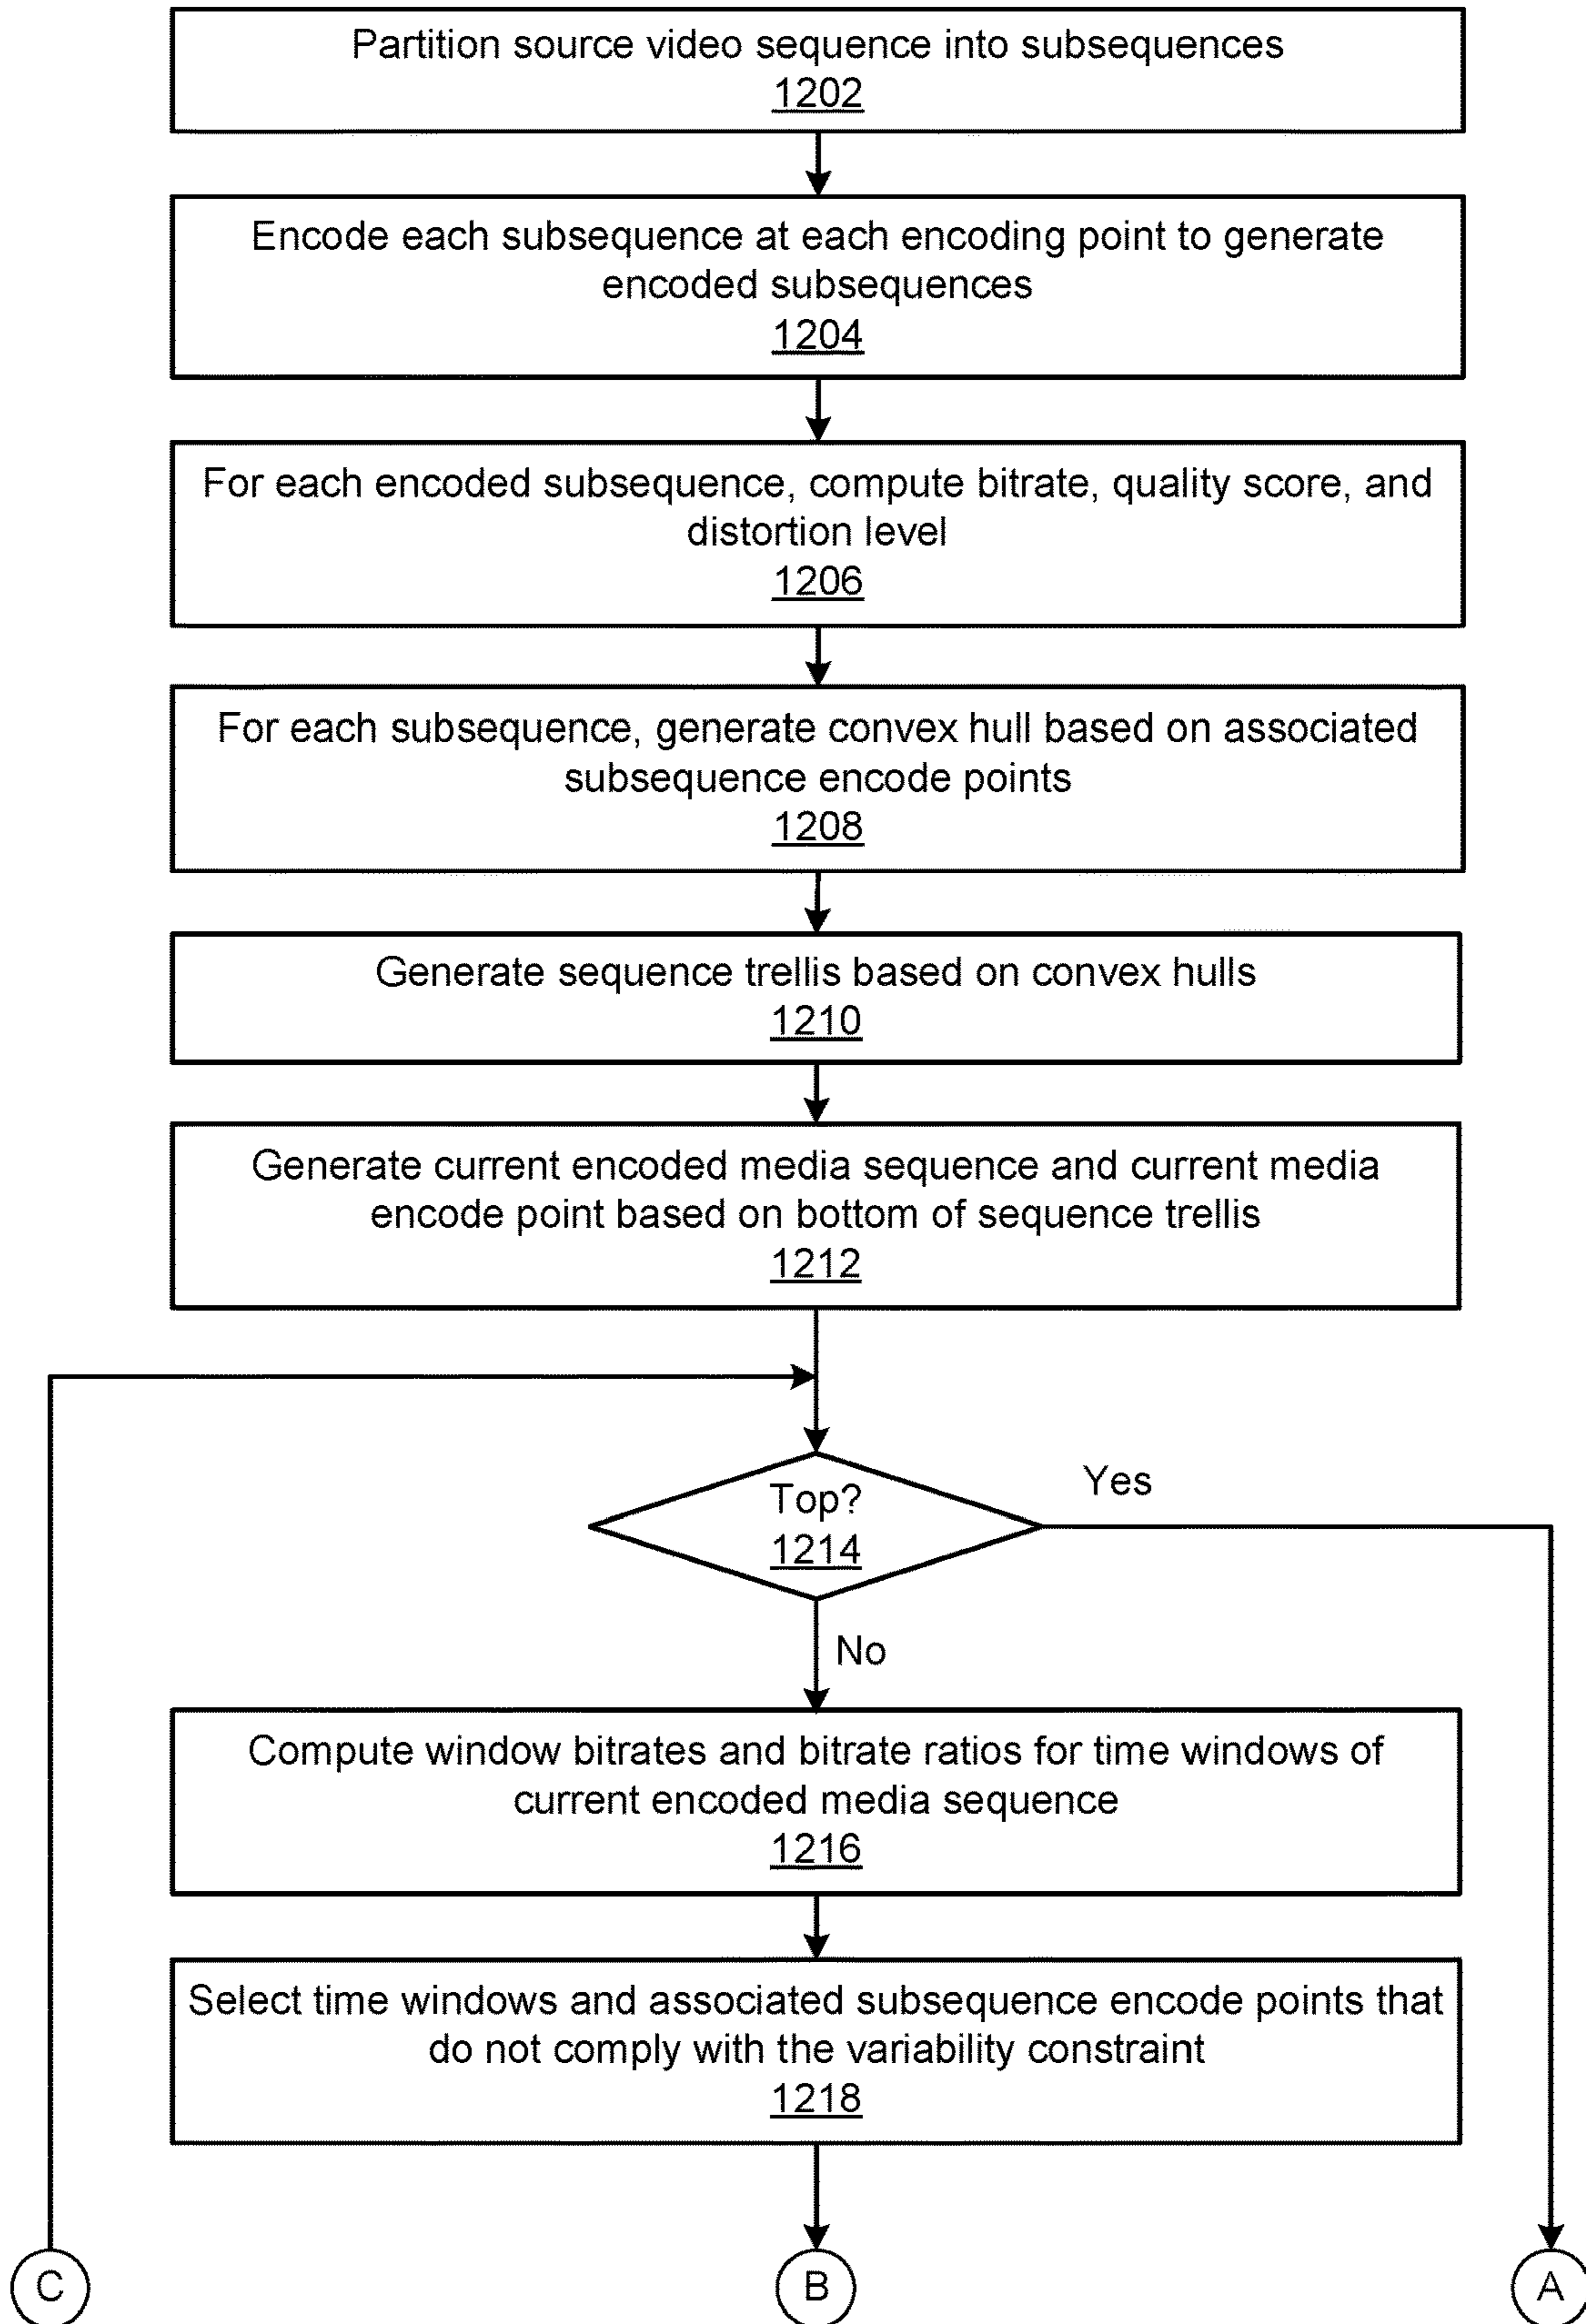 Partition source video sequence into subsequences
1202
Encode each subsequence at each encoding point to generate
encoded subsequences
1204
For each encoded subsequence, compute bitrate, quality score, and
distortion level
1206
For each subsequence, generate convex hull based on associated
subsequence encode points
1208
Generate sequence trellis based on convex hulls
1210
Generate current encoded media sequence and current media
encode point based on bottom of sequence trellis
1212
Top?
1214
Yes
No
Compute window bitrates and bitrate ratios for time windows of
current encoded media sequence
1216
Select time windows and associated subsequence encode points that
do not comply with the variability constraint
1218
C
B
A